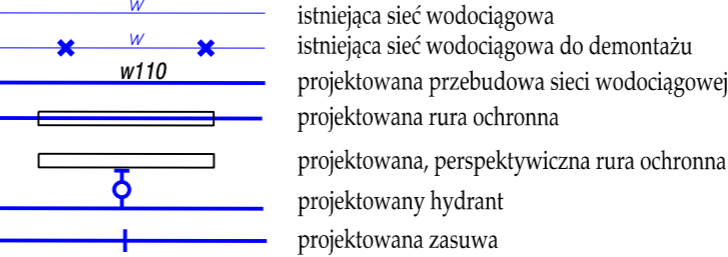 w istniejąca sieć wodociągowa
w istniejąca sieć wodociągowa do demontażu
w110 projektowana przebudowa sieci wodociągowej
projektowana rura ochronna
projektowana, perspektywiczna rura ochronna
projektowany hydrant
projektowana zasuwa